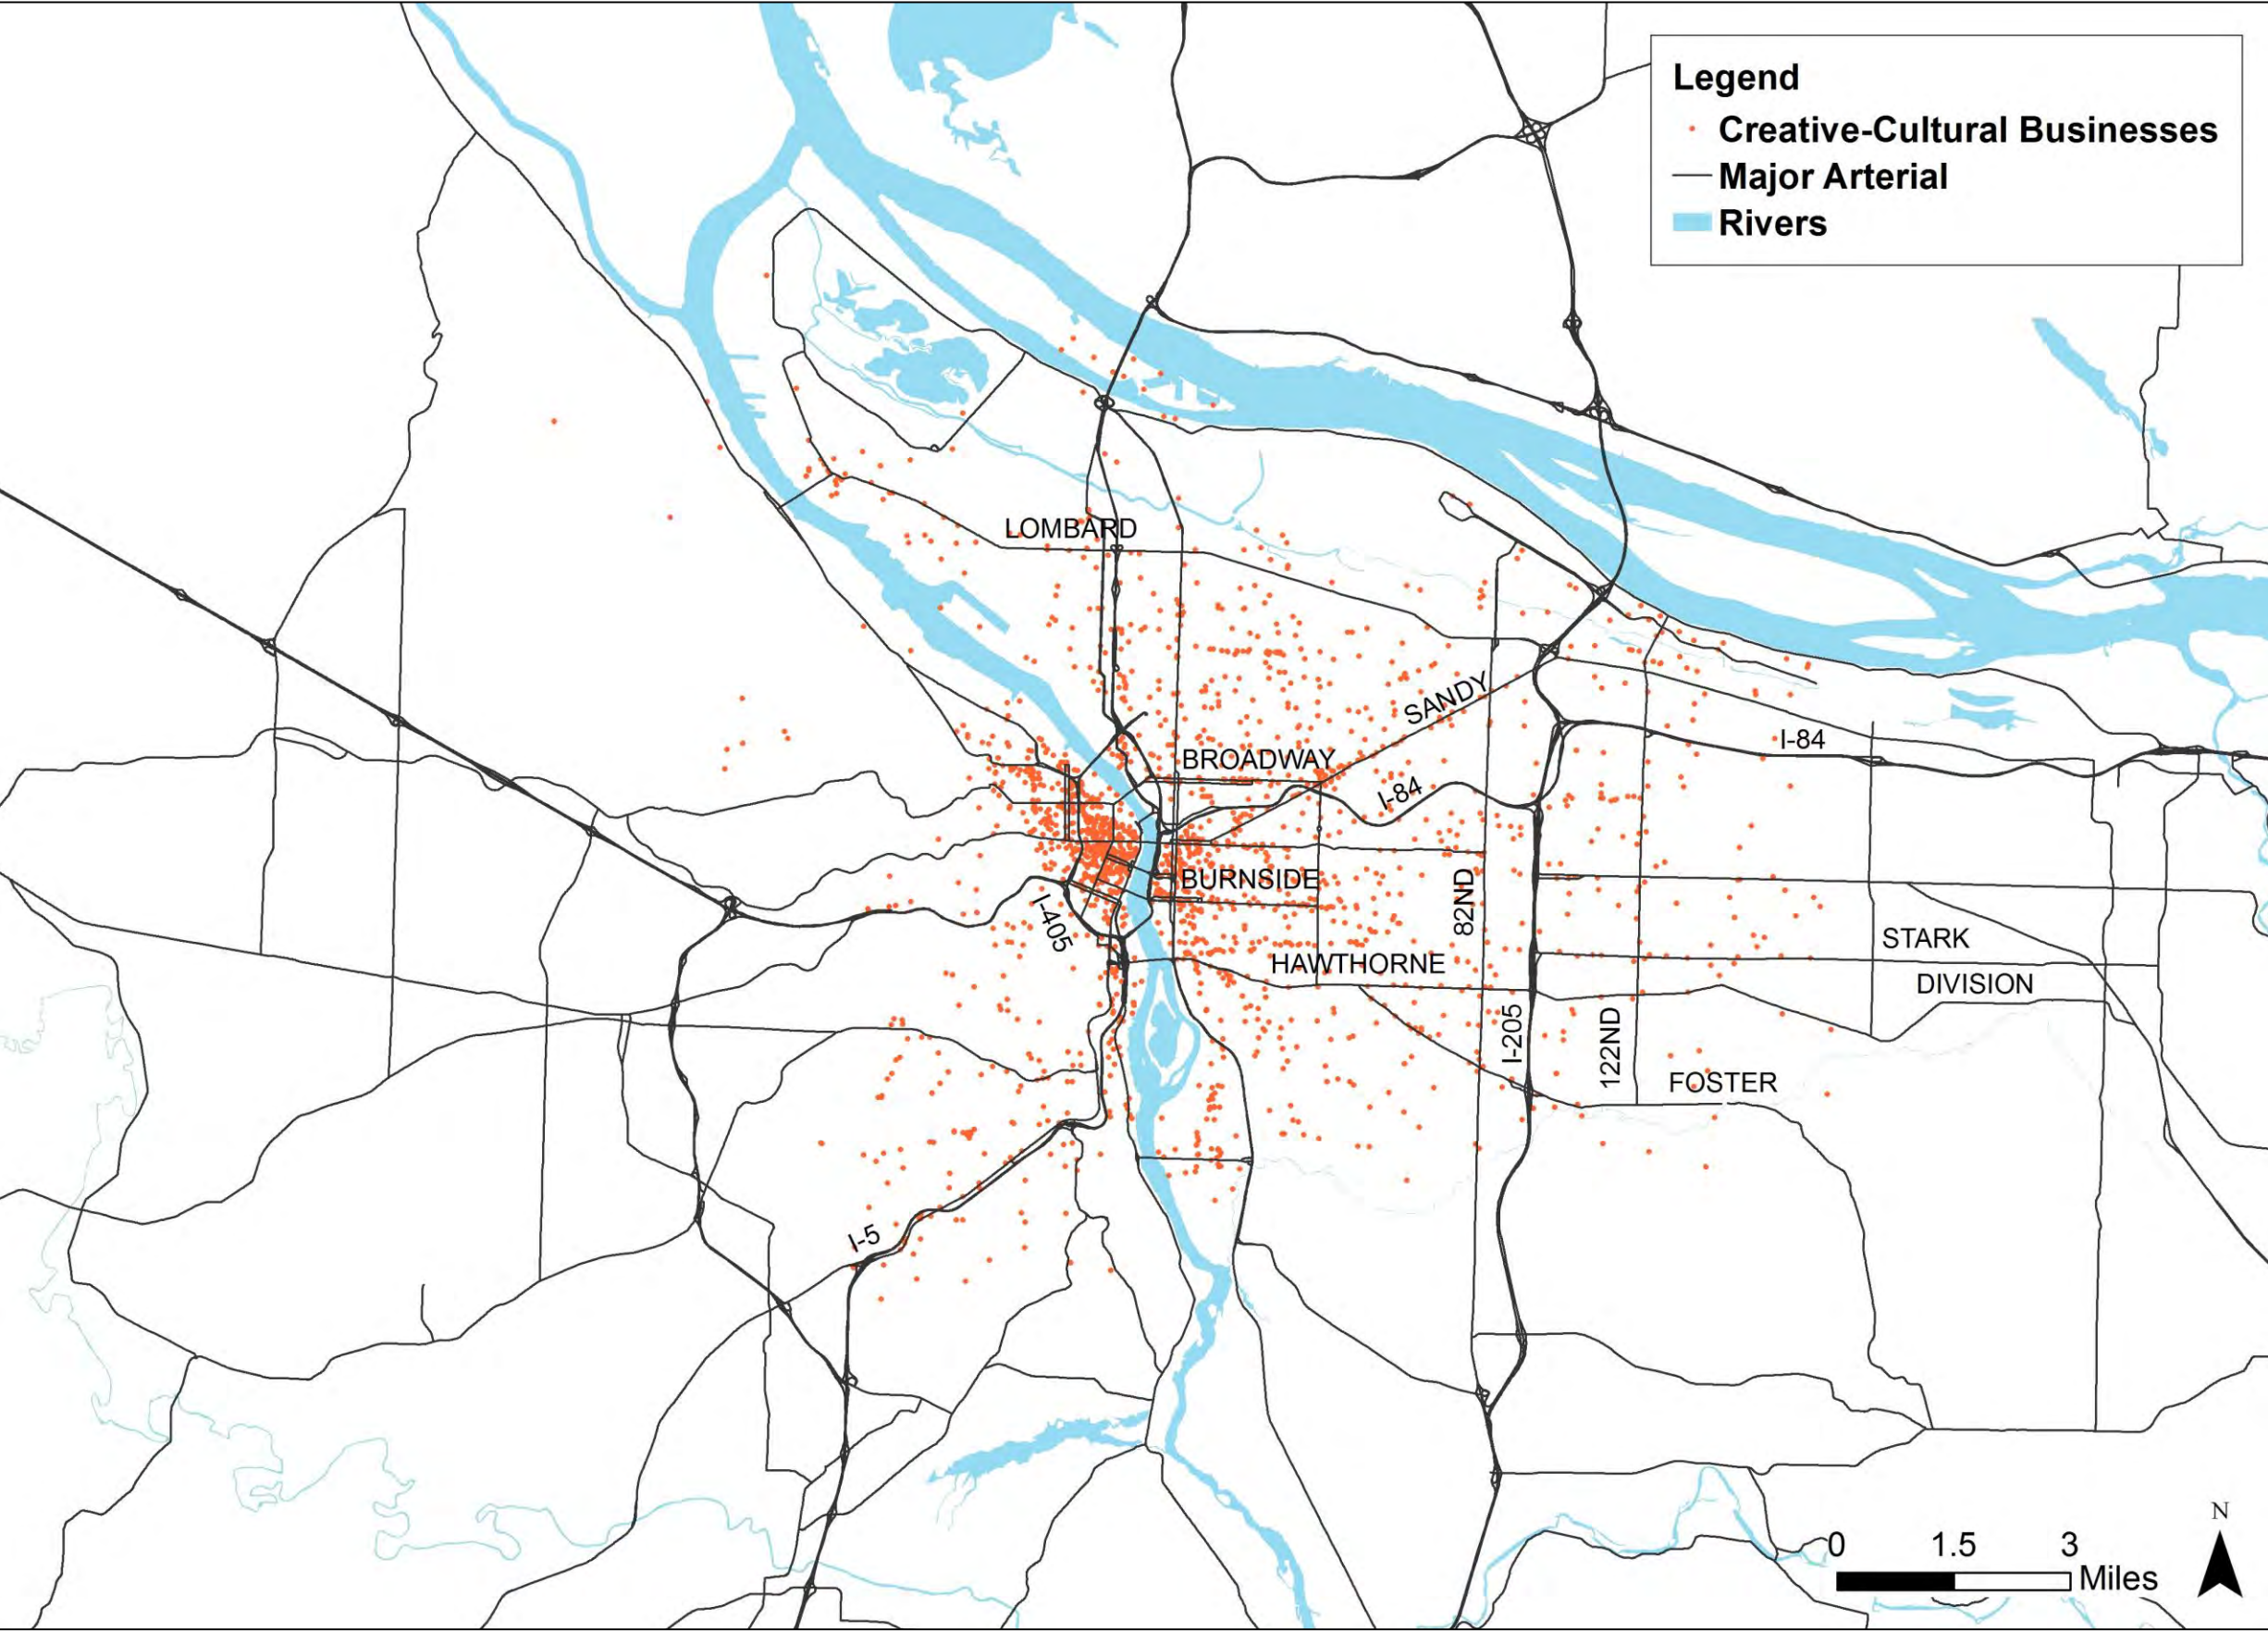 Legend
Creative-Cultural Businesses
Major Arterial
Rivers
LOMBARD
SANDY
BROADWAY
I-84
I-84
BURNSIDE
82ND
I-405
HAWTHORNE
STARK
DIVISION
I-205
122ND
FOSTER
I-5
N
0 1.5 3
Miles